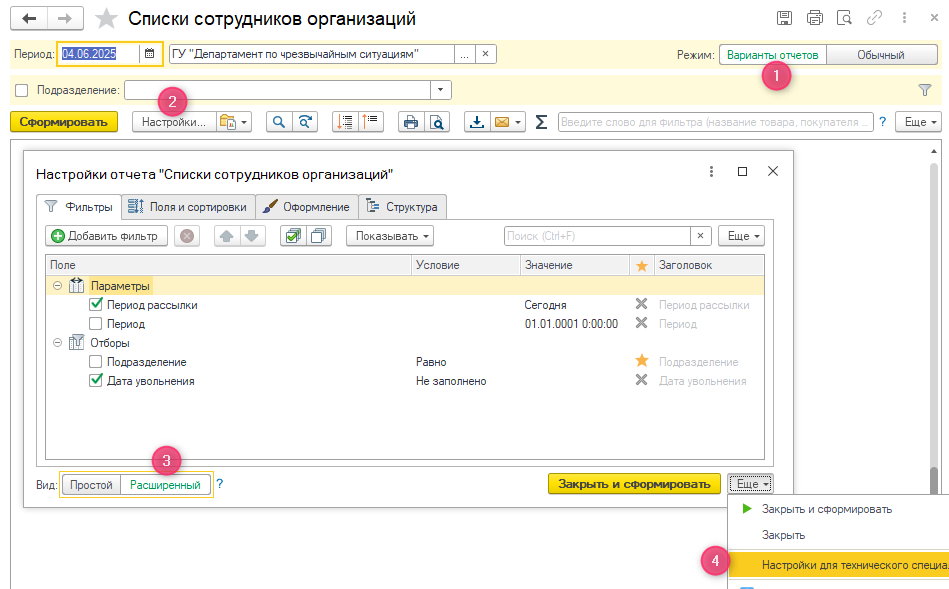 Списки сотрудников организаций
Период: 04.06.2025 ГУ "Департамент по чрезвычайным ситуациям" ... × Режим: Варианты отчетов Обычный
1
Подразделение:
2
Сформировать Настройки... Σ Введите слово для фильтра (название товара, покупателя ... ? Еще
Настройки отчета "Списки сотрудников организаций"
Фильтры Поля и сортировки Оформление Структура
Добавить фильтр Показывать Поиск (Ctrl+F) × Еще
Поле Условие Значение Заголовок
Параметры
Период рассылки Сегодня Период рассылки
Период 01.01.0001 0:00:00 Период
Отборы
Подразделение Равно Подразделение
Дата увольнения Не заполнено Дата увольнения
3
Вид: Простой Расширенный ? Закрыть и сформировать Еще
Закрыть и сформировать
Закрыть
4 Настройки для технического специа